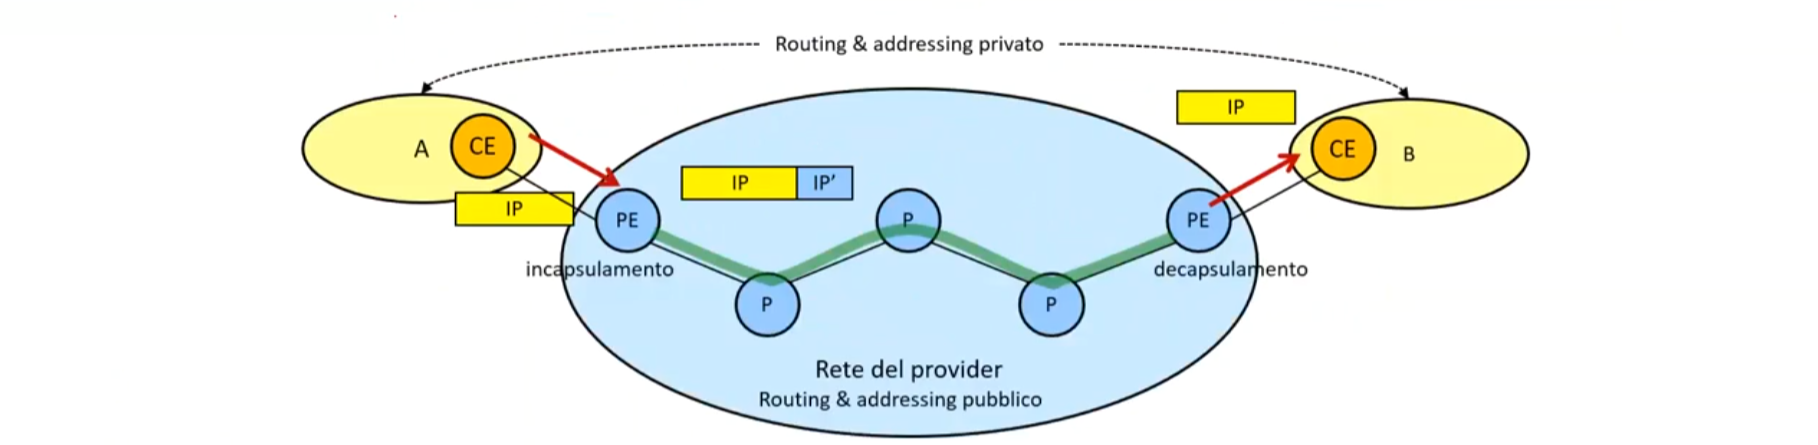 Routing & addressing privato
IP
A
CE
CE
B
IP
IP
IP'
PE
P
PE
incapsulamento
decapsulamento
P
P
Rete del provider
Routing & addressing pubblico